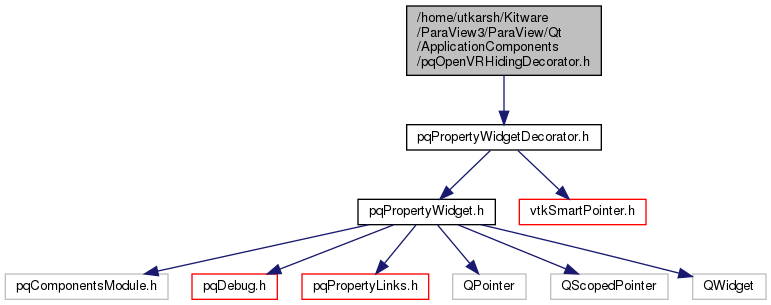 /home/utkarsh/Kitware
/ParaView3/ParaView/Qt
/ApplicationComponents
/pqOpenVRHidingDecorator.h
pqPropertyWidgetDecorator.h
pqPropertyWidget.h
vtkSmartPointer.h
pqComponentsModule.h
pqDebug.h
pqPropertyLinks.h
QPointer
QScopedPointer
QWidget